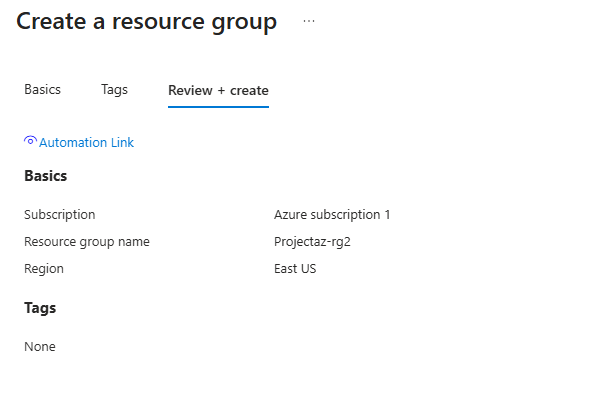 Create a resource group ...
Basics Tags Review + create
Automation Link
Basics
Subscription Azure subscription 1
Resource group name Projectaz-rg2
Region East US
Tags
None